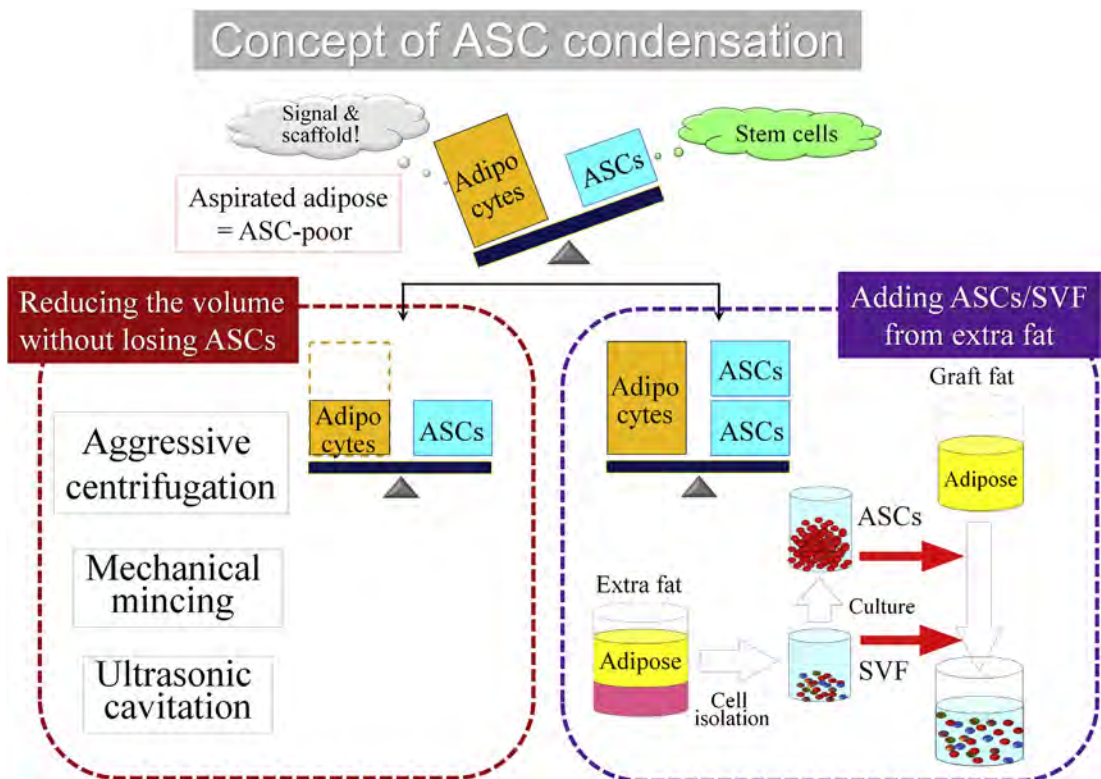 Concept of ASC condensation
Signal &
scaffold!
Adipo
cytes
ASCs
Stem cells
Aspirated adipose
= ASC-poor
Reducing the volume
without losing ASCs
Adipo
cytes
ASCs
Aggressive
centrifugation
Mechanical
mincing
Ultrasonic
cavitation
Adding ASCs/SVF
from extra fat
Adipo
cytes
ASCs
ASCs
Graft fat
Adipose
ASCs
Extra fat
Culture
Adipose
SVF
Cell
isolation